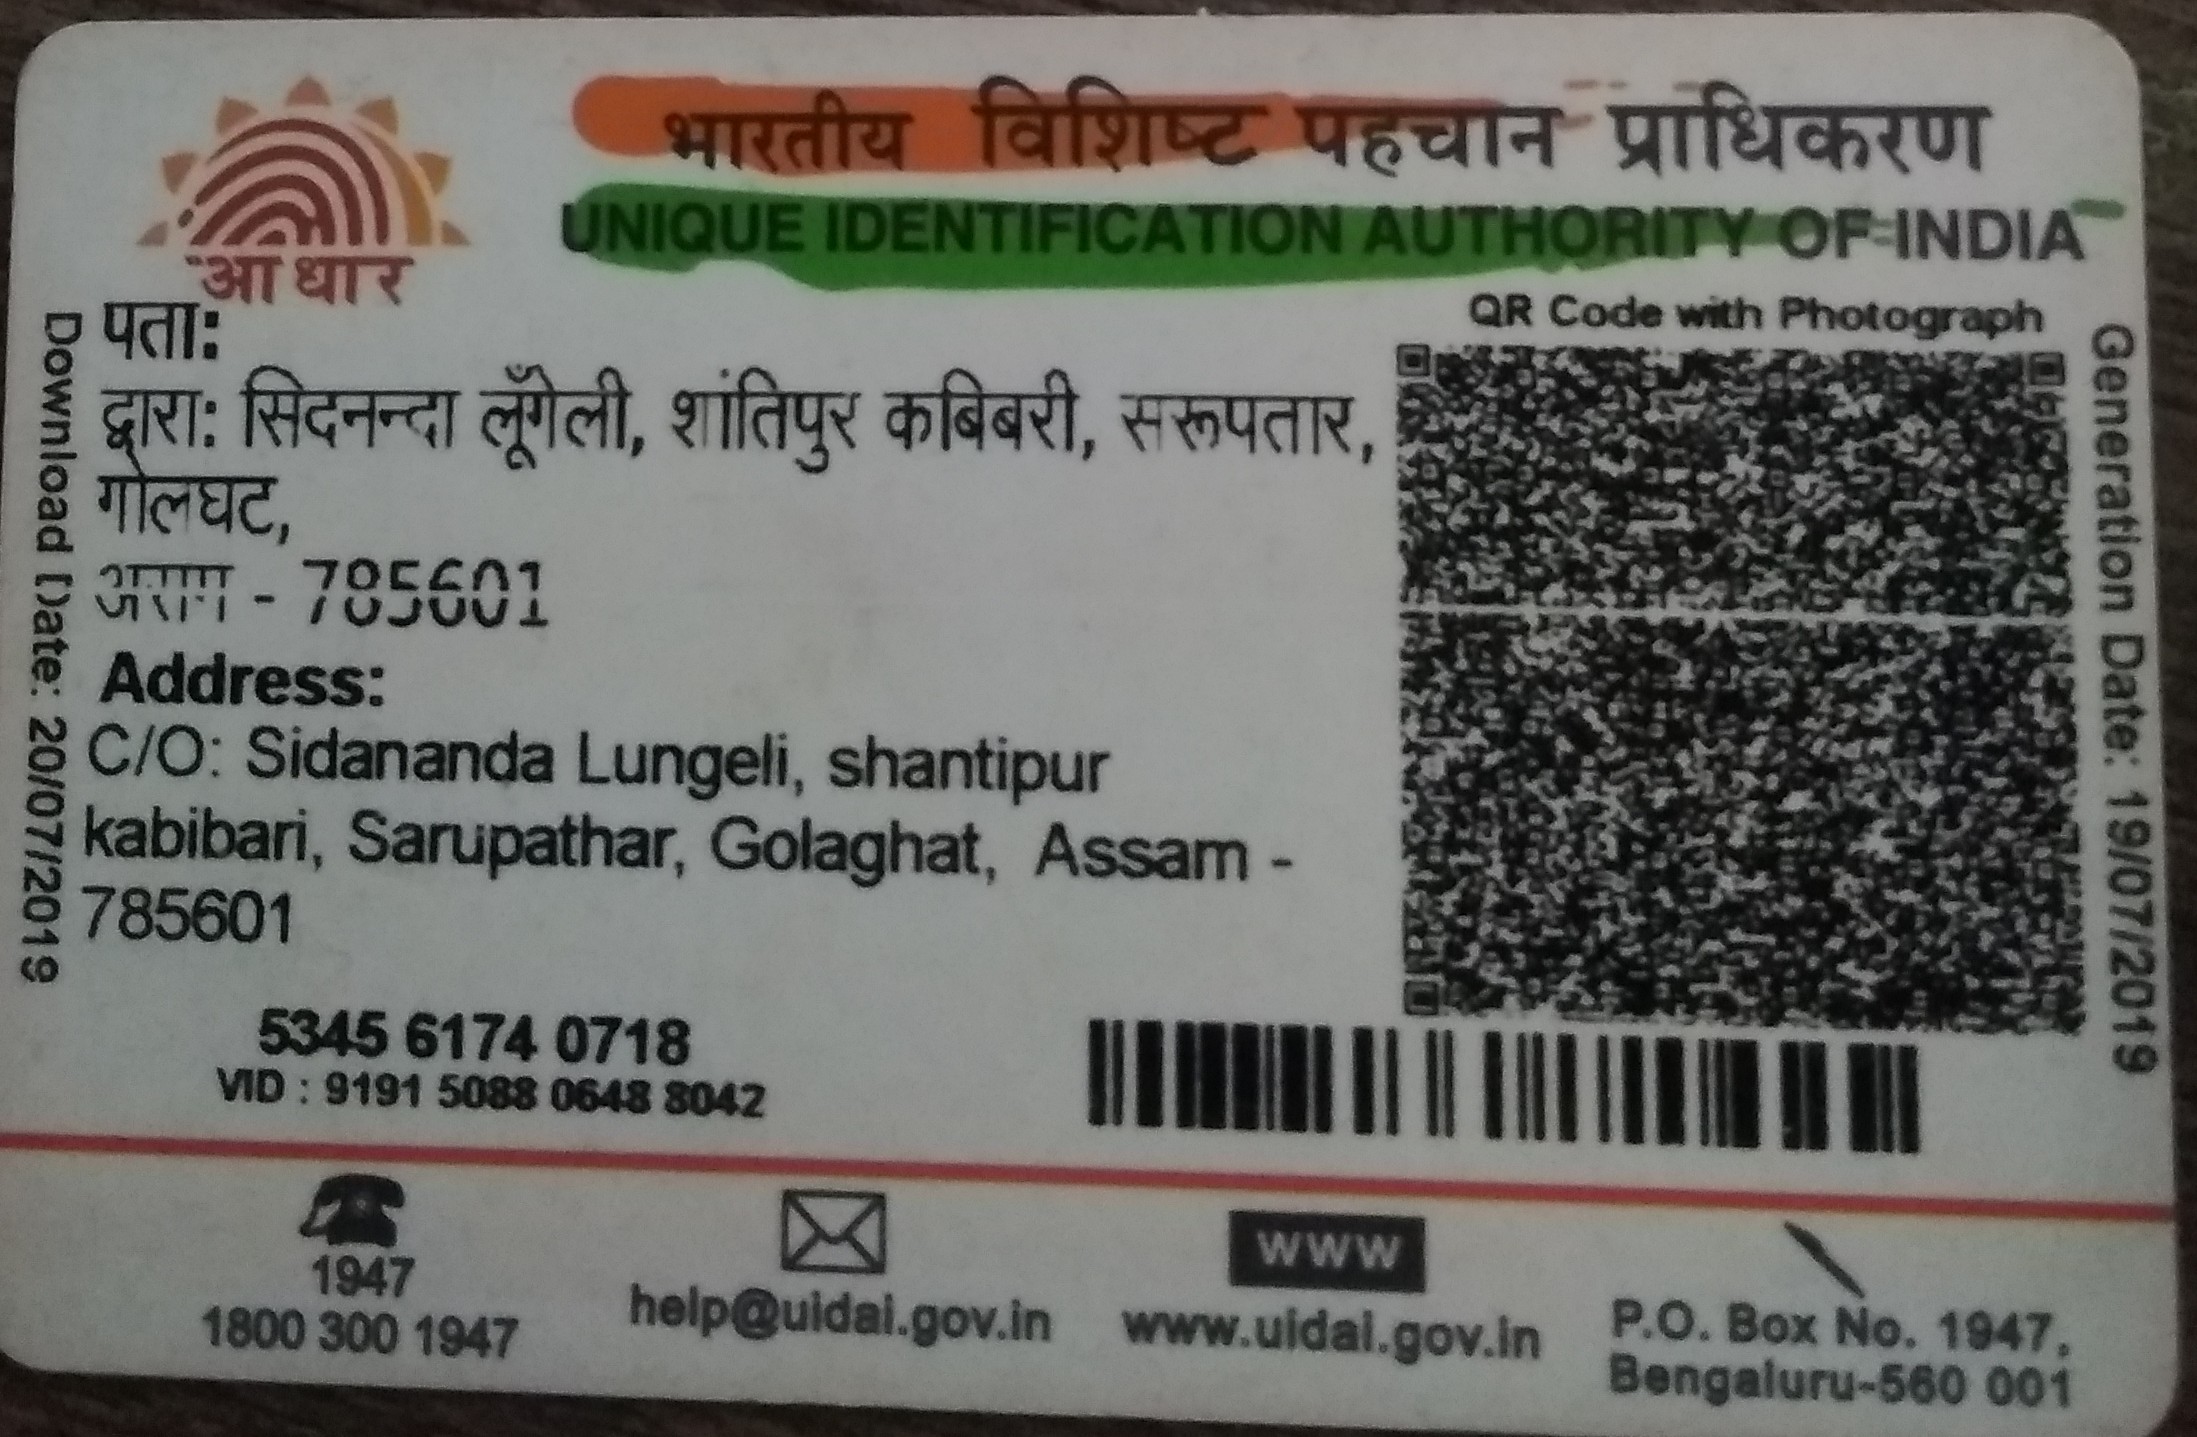 भारतीय विशिष्ट पहचान प्राधिकरण
UNIQUE IDENTIFICATION AUTHORITY OF INDIA
आधार
QR Code with Photograph
पता:
द्वारा: सिदनन्दा लूँगेली, शांतिपुर कबिबरी, सरूपतार,
गोलघट,
असम - 785601
Address:
C/O: Sidananda Lungeli, shantipur
kabibari, Sarupathar, Golaghat, Assam -
785601
Download Date: 20/07/2019
Generation Date: 19/07/2019
5345 6174 0718
VID : 9191 5088 0648 8042
1947
1800 300 1947
help@uidai.gov.in
www
www.uidai.gov.in
P.O. Box No. 1947,
Bengaluru-560 001